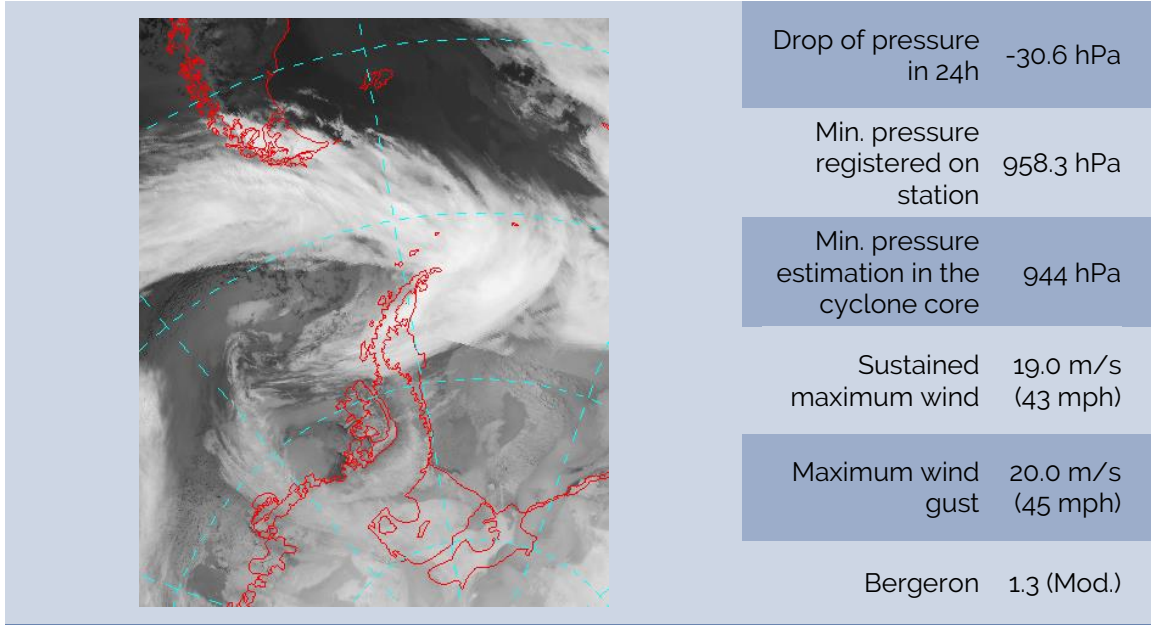 Drop of pressure
in 24h
-30.6 hPa
Min. pressure
registered on
station
958.3 hPa
Min. pressure
estimation in the
cyclone core
944 hPa
Sustained
maximum wind
19.0 m/s
(43 mph)
Maximum wind
gust
20.0 m/s
(45 mph)
Bergeron
1.3 (Mod.)